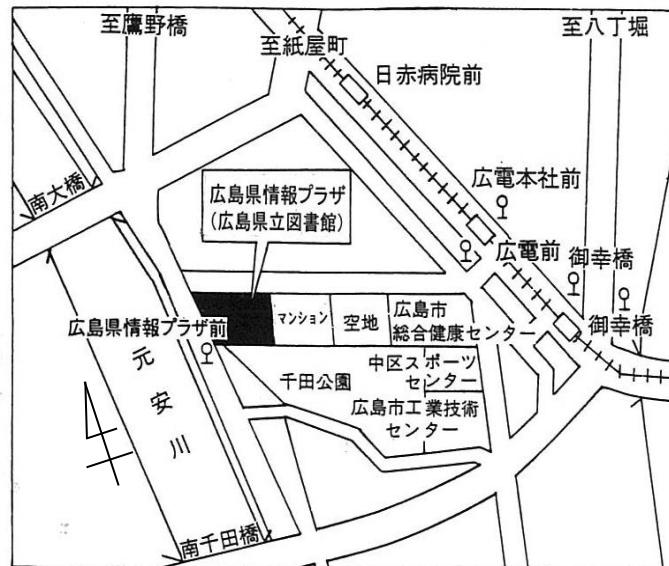 至鷹野橋
至紙屋町
至八丁堀
日赤病院前
南大橋
広島県情報プラザ
(広島県立図書館)
広電本社前
広電前
御幸橋
御幸橋
マンション
空地
広島市
総合健康センター
広島県情報プラザ前
元安川
千田公園
中区スポーツ
センター
広島市工業技術
センター
南千田橋